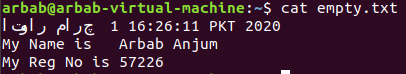 arbab@arbab-virtual-machine:~$ cat empty.txt
اتوار مارچ 1 16:26:11 PKT 2020
My Name is   Arbab Anjum
My Reg No is 57226